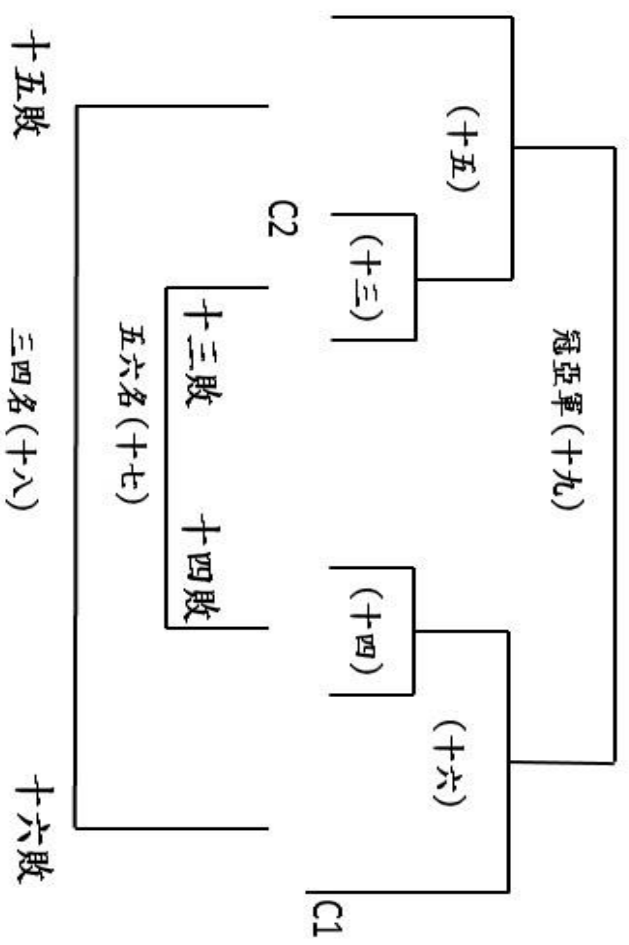 冠亞軍(十九)
(十五)
(十六)
(十三)
(十四)
C2
C1
十三敗
十四敗
五六名(十七)
十五敗
三四名(十八)
十六敗